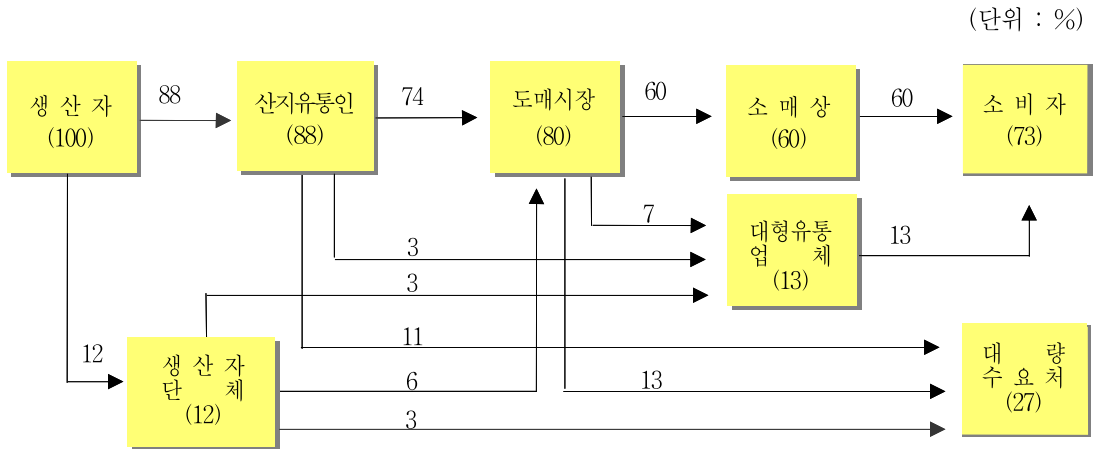 (단위 : %)
생 산 자
(100)
88
산지유통인
(88)
74
도매시장
(80)
60
소 매 상
(60)
60
소 비 자
(73)
7
대형유통
업 체
(13)
13
3
3
12
생 산 자
단 체
(12)
11
6
13
3
대 량
수 요 처
(27)